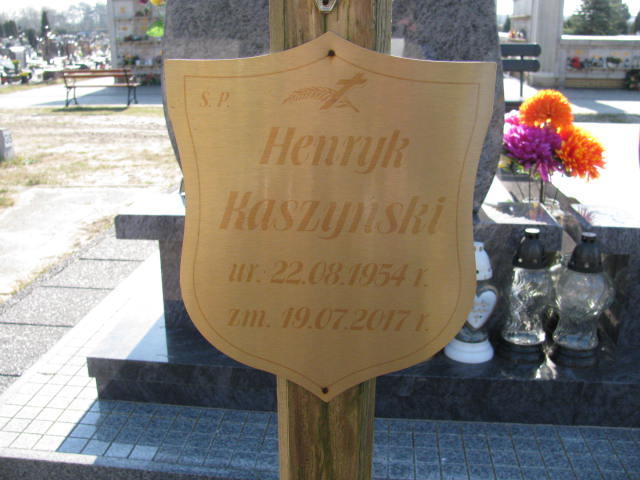 Ś. P.
Henryk
Kaszyński
ur. 22.08.1954 r.
zm. 19.07.2017 r.